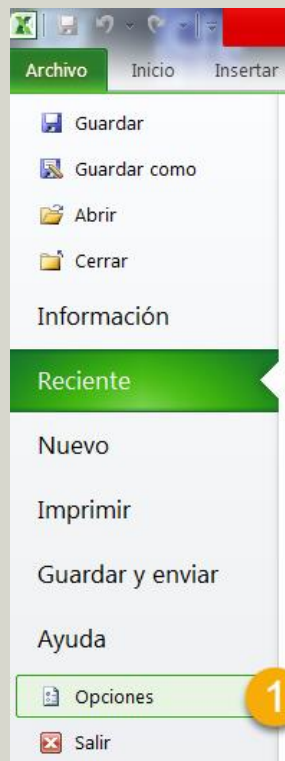 Archivo Inicio Insertar
Guardar
Guardar como
Abrir
Cerrar
Información
Reciente
Nuevo
Imprimir
Guardar y enviar
Ayuda
Opciones 1
Salir